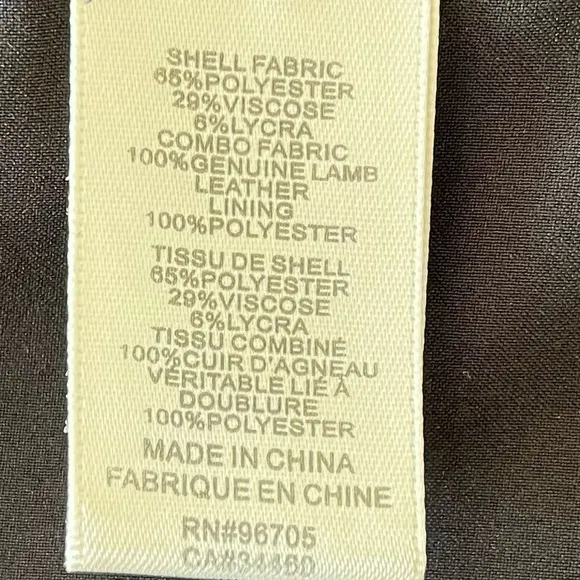 SHELL FABRIC
65%POLYESTER
29%VISCOSE
6%LYCRA
COMBO FABRIC
100%GENUINE LAMB
LEATHER
LINING
100%POLYESTER
TISSU DE SHELL
65%POLYESTER
29%VISCOSE
6%LYCRA
TISSU COMBINÉ
100%CUIR D'AGNEAU
VÉRITABLE LIÉ À
DOUBLURE
100%POLYESTER
MADE IN CHINA
FABRIQUE EN CHINE
RN#96705